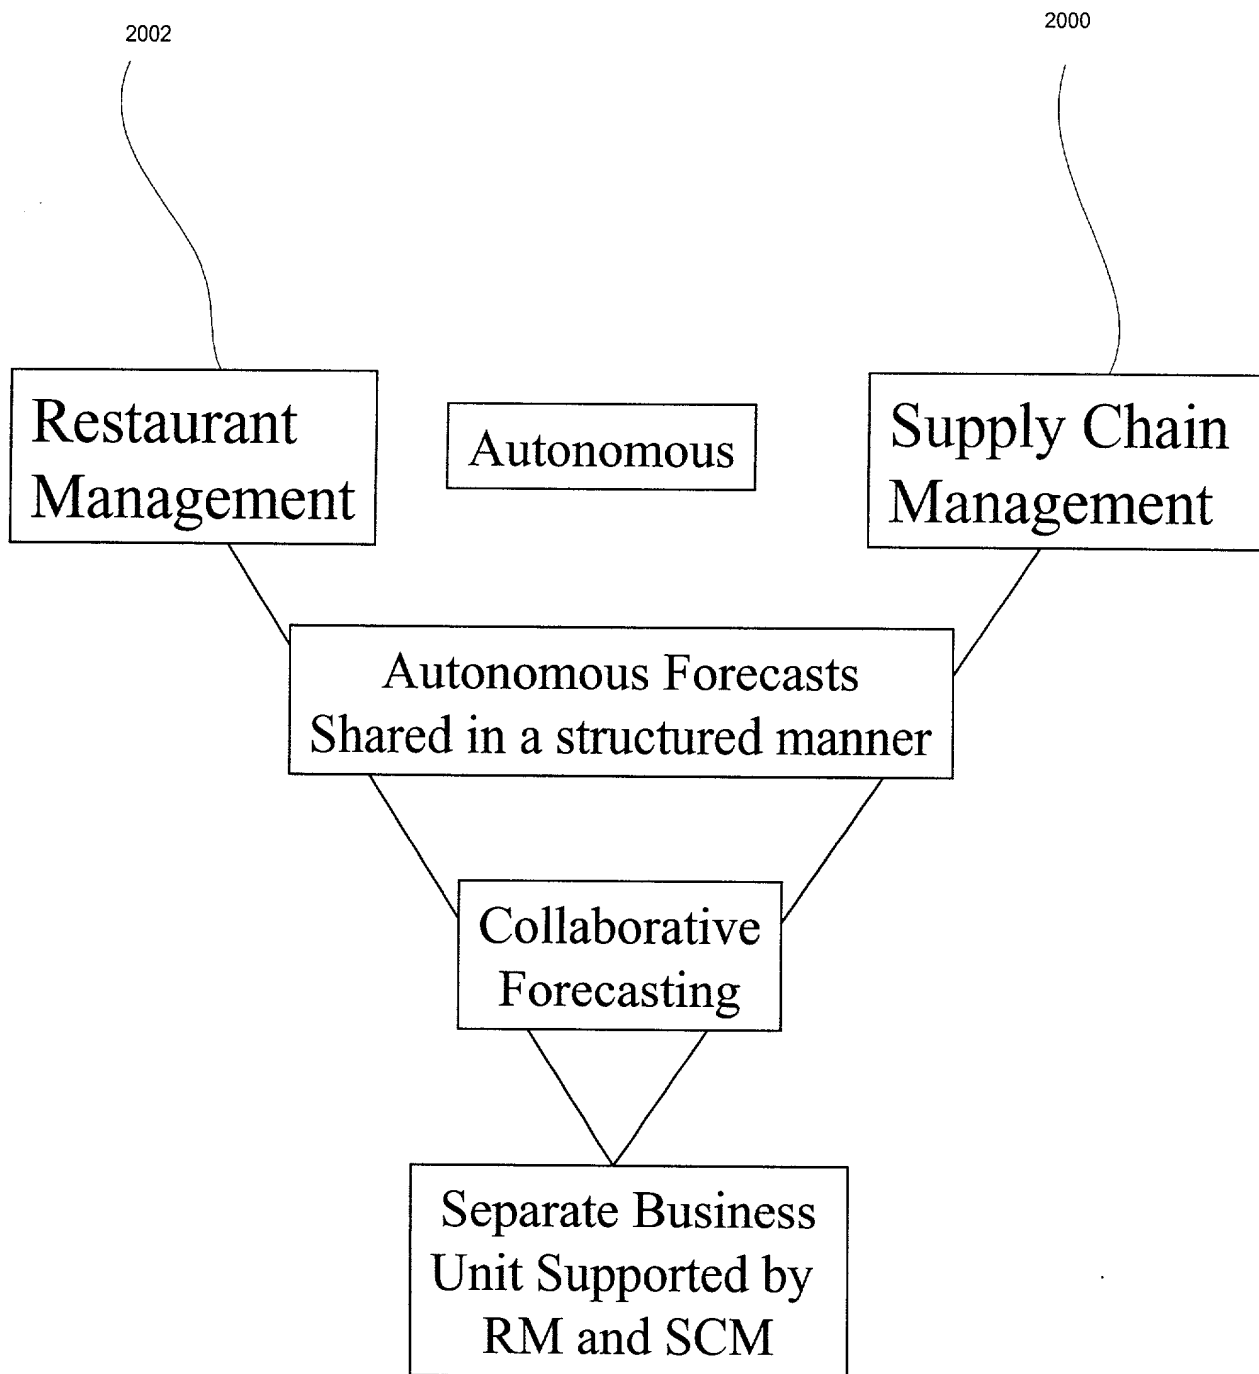 2002
2000
Restaurant
Management
Autonomous
Supply Chain
Management
Autonomous Forecasts
Shared in a structured manner
Collaborative
Forecasting
Separate Business
Unit Supported by
RM and SCM